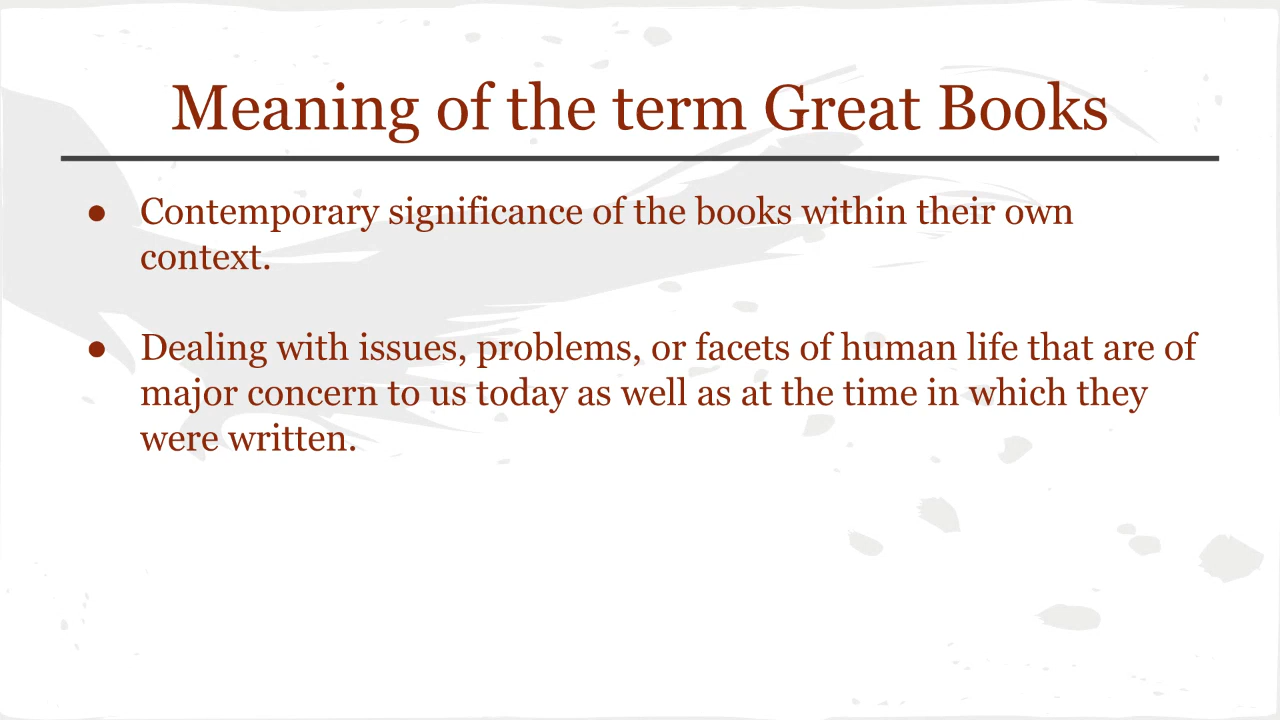 Meaning of the term Great Books
● Contemporary significance of the books within their own
context.
● Dealing with issues, problems, or facets of human life that are of
major concern to us today as well as at the time in which they
were written.